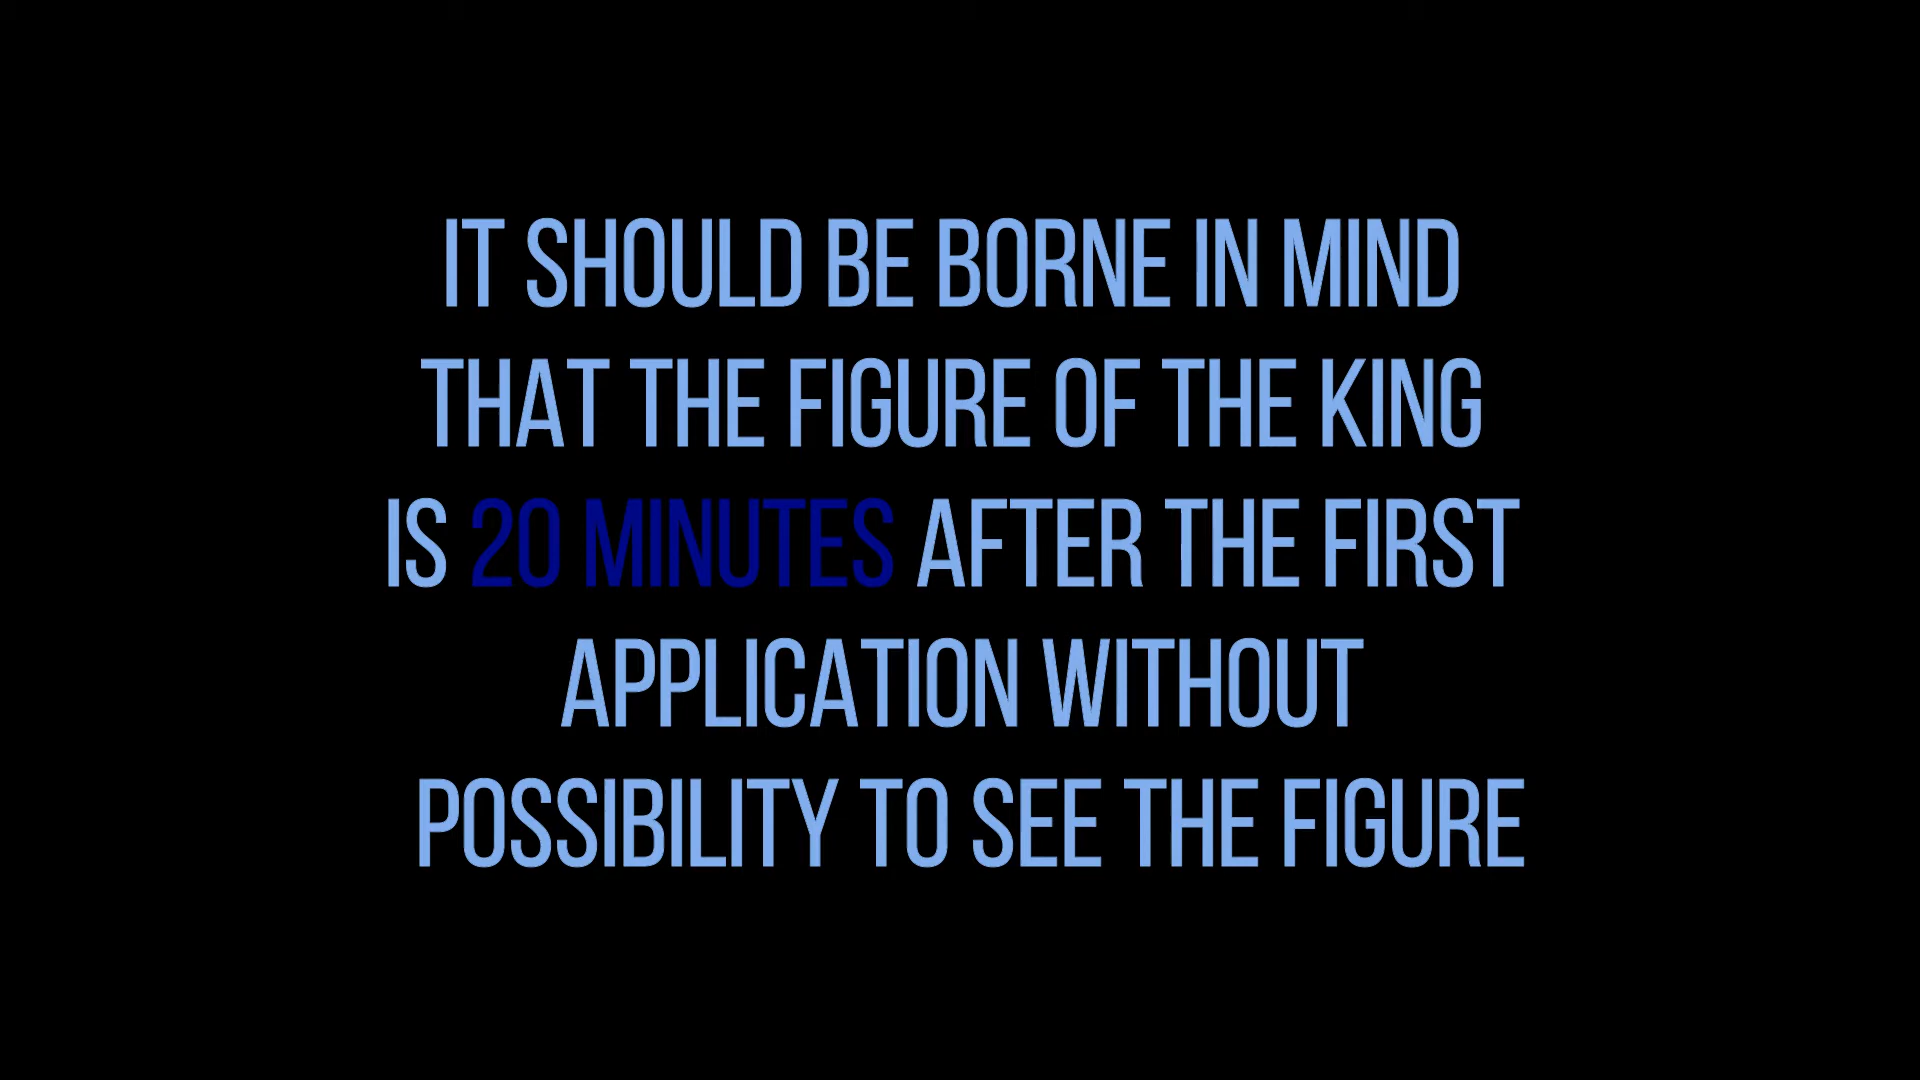 IT SHOULD BE BORNE IN MIND
THAT THE FIGURE OF THE KING
IS 20 MINUTES AFTER THE FIRST
APPLICATION WITHOUT
POSSIBILITY TO SEE THE FIGURE